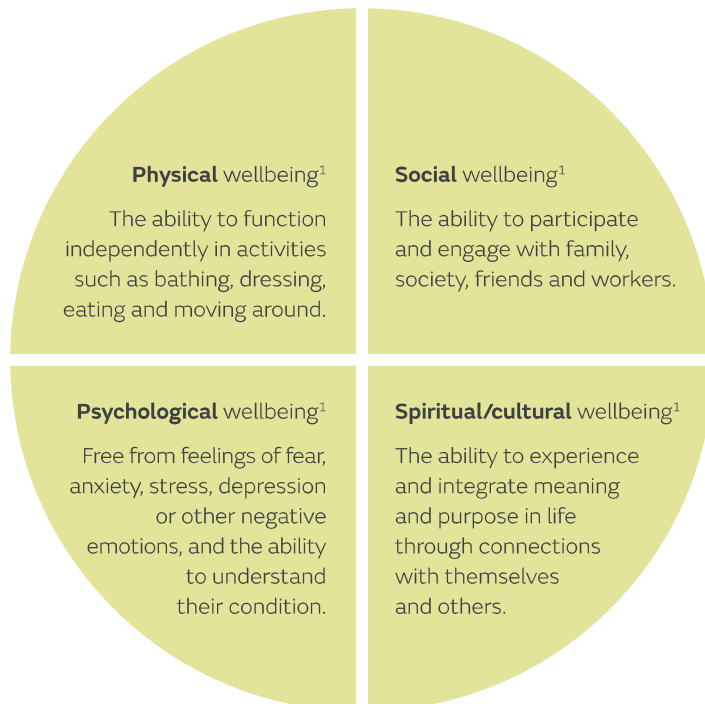 Physical wellbeing¹
The ability to function
independently in activities
such as bathing, dressing,
eating and moving around.
Social wellbeing¹
The ability to participate
and engage with family,
society, friends and workers.
Psychological wellbeing¹
Free from feelings of fear,
anxiety, stress, depression
or other negative
emotions, and the ability
to understand
their condition.
Spiritual/cultural wellbeing¹
The ability to experience
and integrate meaning
and purpose in life
through connections
with themselves
and others.